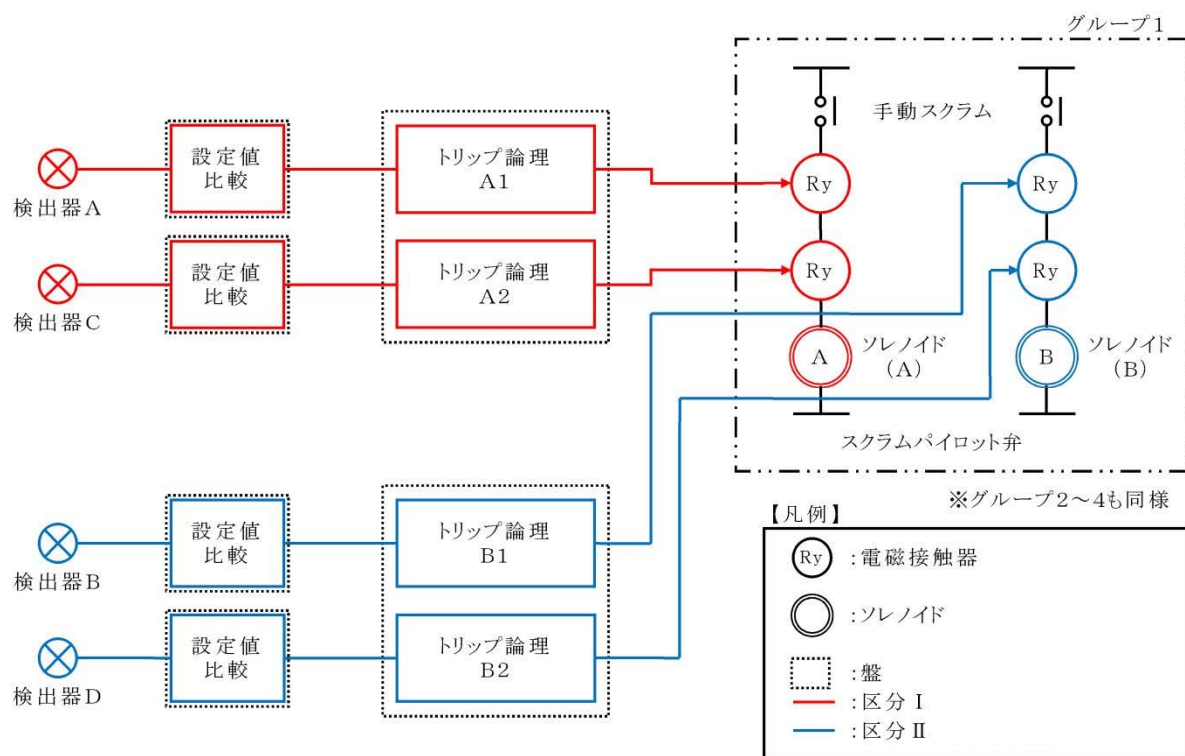 グループ1
手動スクラム
設定値
比較
トリップ論理
A1
Ry
Ry
検出器A
設定値
比較
トリップ論理
A2
Ry
Ry
検出器C
A
ソレノイド
(A)
B
ソレノイド
(B)
スクラムパイロット弁
設定値
比較
トリップ論理
B1
検出器B
設定値
比較
トリップ論理
B2
検出器D
※グループ2～4も同様
【凡例】
Ry :電磁接触器
:ソレノイド
:盤
:区分Ⅰ
:区分Ⅱ